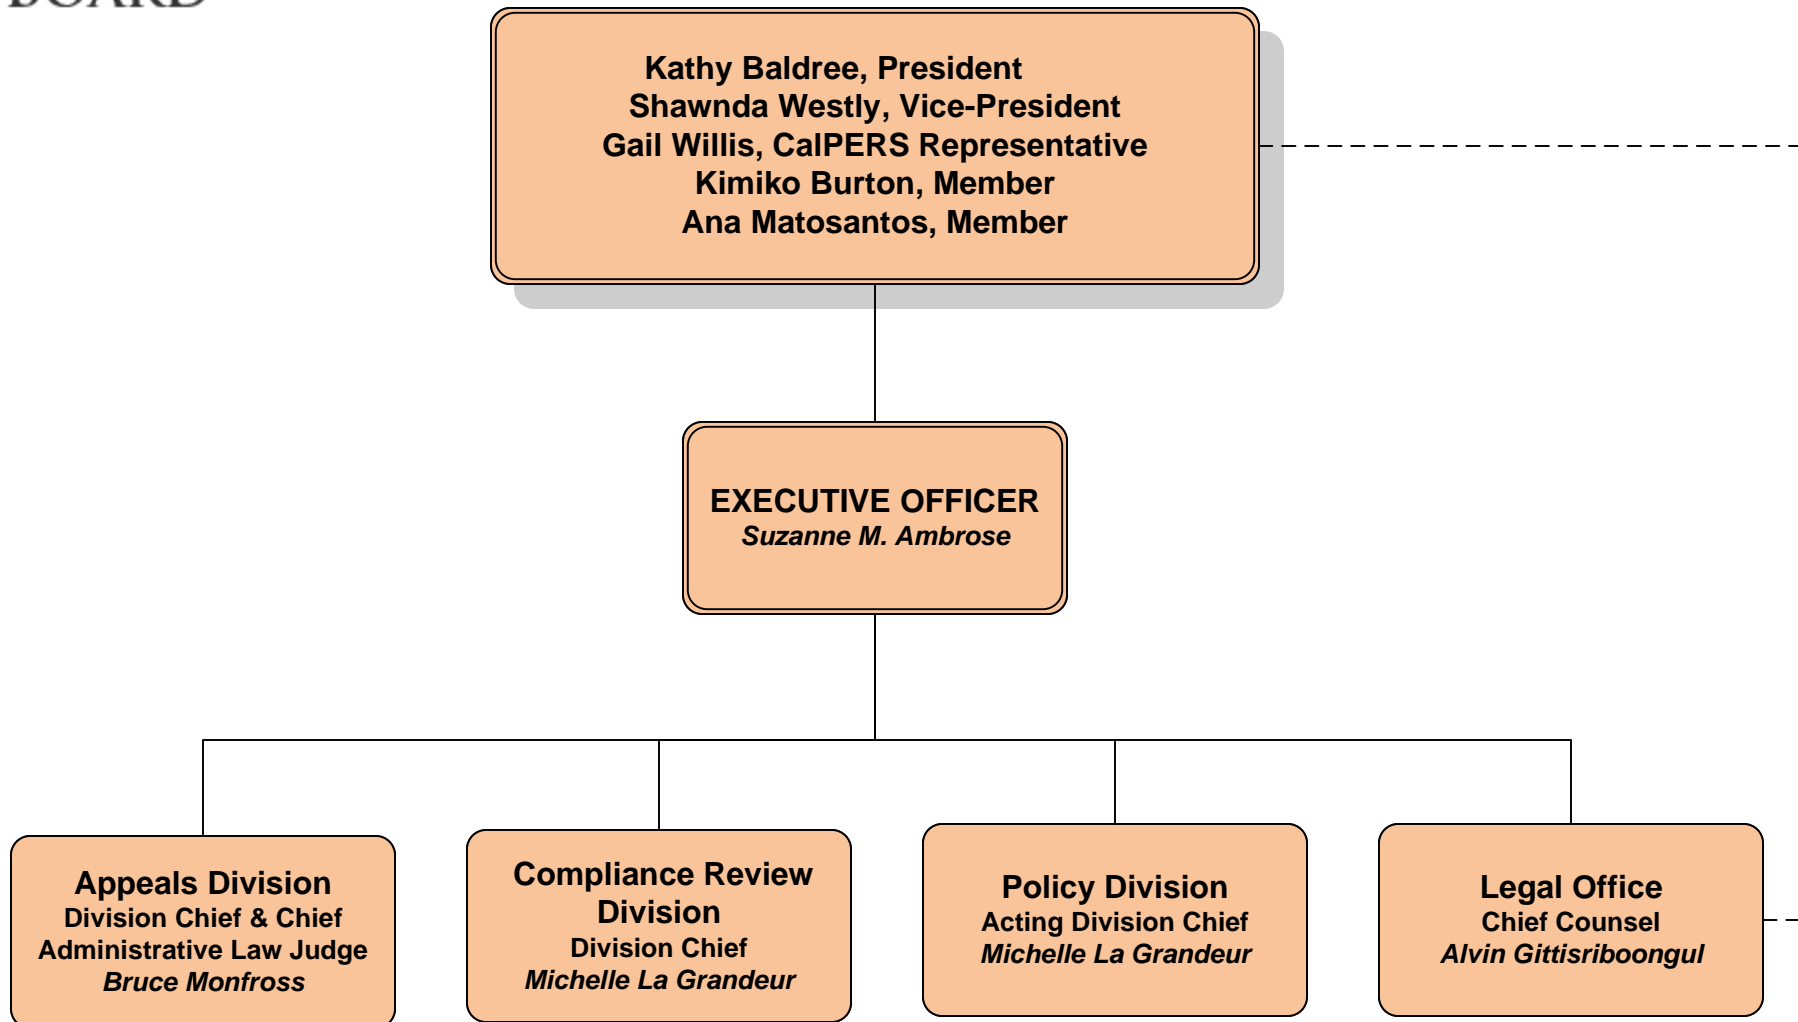 BOARD
Kathy Baldree, President
Shawnda Westly, Vice-President
Gail Willis, CalPERS Representative
Kimiko Burton, Member
Ana Matosantos, Member
EXECUTIVE OFFICER
Suzanne M. Ambrose
Appeals Division
Division Chief & Chief
Administrative Law Judge
Bruce Monfross
Compliance Review
Division
Division Chief
Michelle La Grandeur
Policy Division
Acting Division Chief
Michelle La Grandeur
Legal Office
Chief Counsel
Alvin Gittisriboongul